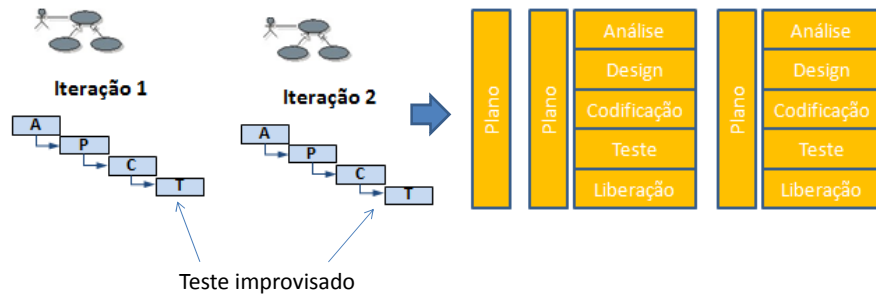 Iteração 1
A
P
C
T
Iteração 2
A
P
C
T
Teste improvisado
Plano
Plano
Análise
Design
Codificação
Teste
Liberação
Plano
Análise
Design
Codificação
Teste
Liberação